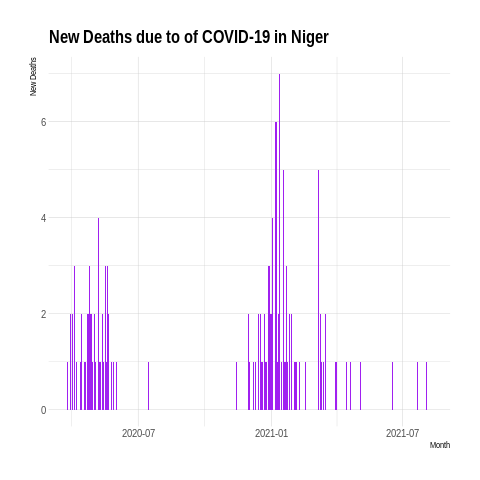 New Deaths due to of COVID-19 in Niger
New Deaths
6
4
2
0
2020-07
2021-01
2021-07
Month